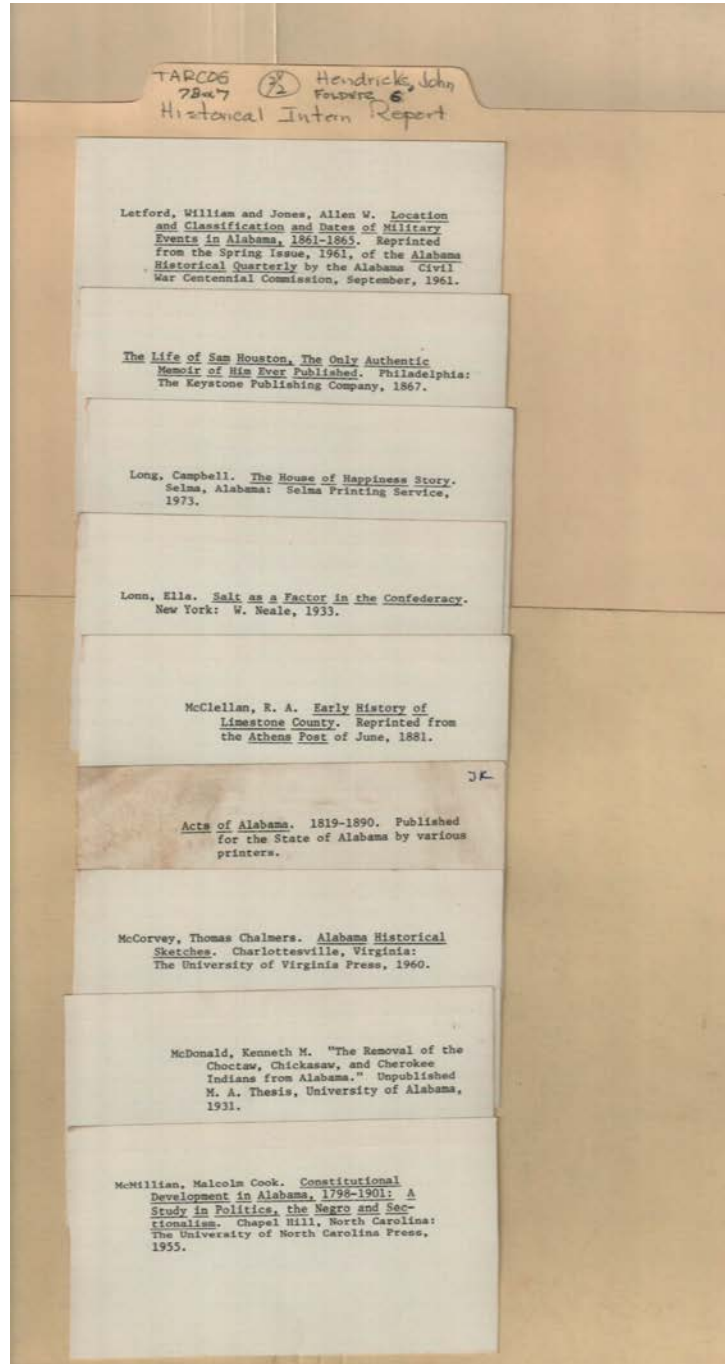 TARCOG
Hendricks, John
FOLDER 6
Historical Intern Report
Letford, William and Jones, Allen W. Location
and Classification and Dates of Military
Events in Alabama, 1861-1865. Reprinted
from the Spring Issue, 1961, of the Alabama
Historical Quarterly by the Alabama Civil
War Centennial Commission, September, 1961.
The Life of Sam Houston, The Only Authentic
Memoir of Him Ever Published. Philadelphia:
The Keystone Publishing Company, 1867.
Long, Campbell. The House of Happiness Story.
Selma, Alabama: Selma Printing Service,
1973.
Lonn, Ella. Salt as a Factor in the Confederacy.
New York: W. Neale, 1933.
McClellan, R. A. Early History of
Limestone County. Reprinted from
the Athens Post of June, 1881.
JK
Acts of Alabama. 1819-1890. Published
for the State of Alabama by various
printers.
McCorvey, Thomas Chalmers. Alabama Historical
Sketches. Charlottesville, Virginia:
The University of Virginia Press, 1960.
McDonald, Kenneth M. "The Removal of the
Choctaw, Chickasaw, and Cherokee
Indians from Alabama." Unpublished
M. A. Thesis, University of Alabama,
1931.
McMillian, Malcolm Cook. Constitutional
Development in Alabama, 1798-1901: A
Study in Politics, the Negro and Sec-
tionalism. Chapel Hill, North Carolina:
The University of North Carolina Press,
1955.